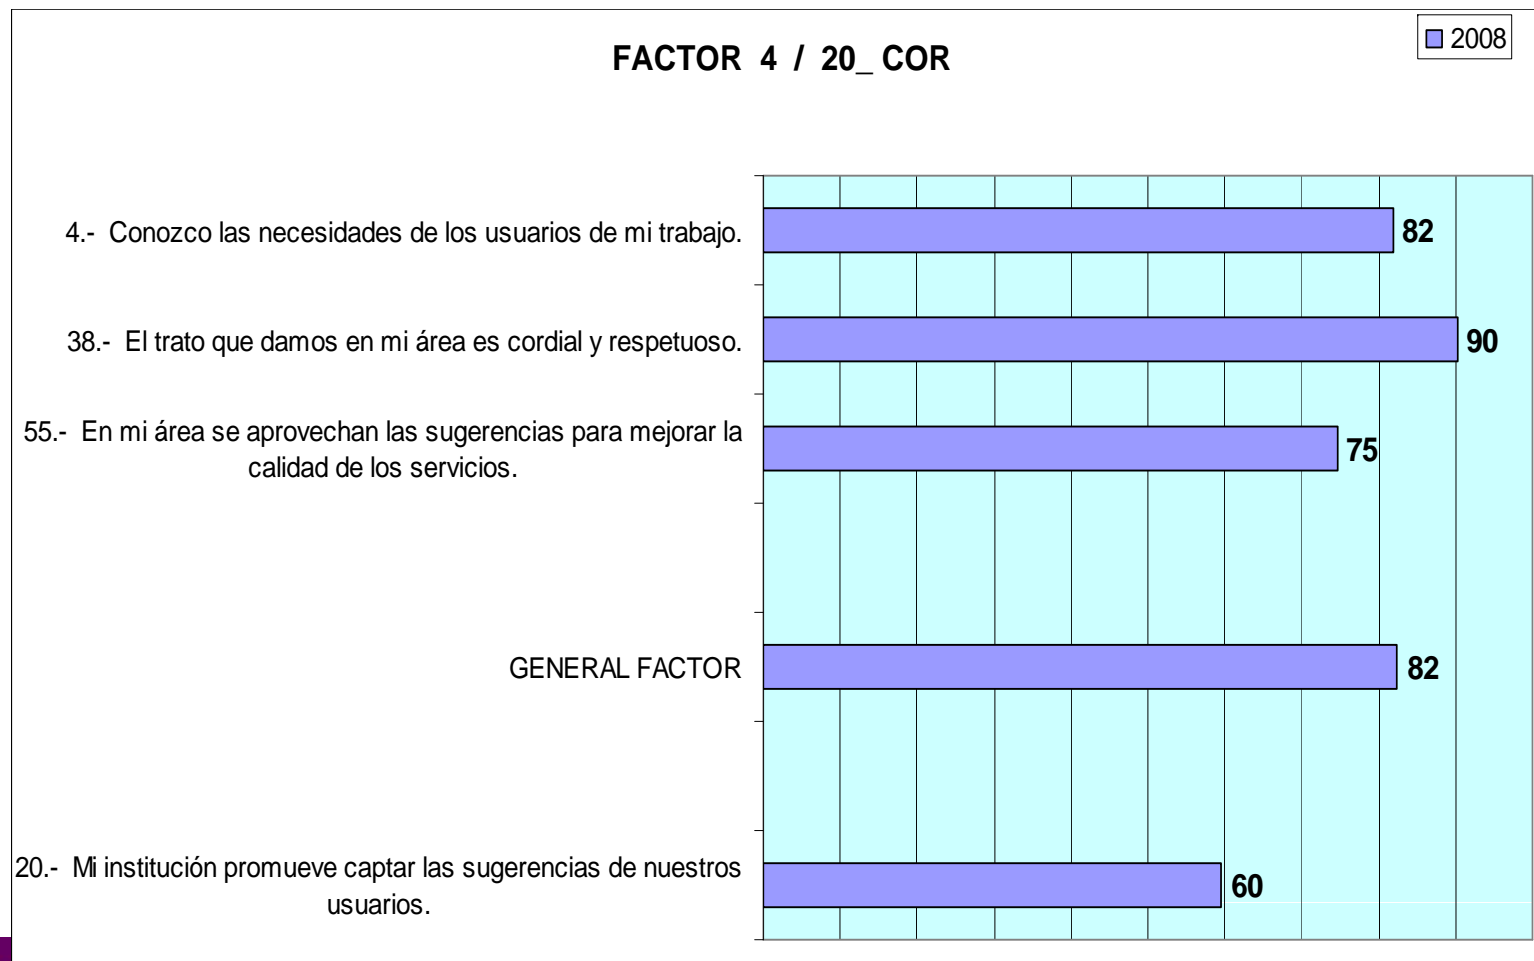 FACTOR 4 / 20_ COR
2008
4.- Conozco las necesidades de los usuarios de mi trabajo.
82
38.- El trato que damos en mi área es cordial y respetuoso.
90
55.- En mi área se aprovechan las sugerencias para mejorar la
calidad de los servicios.
75
GENERAL FACTOR
82
20.- Mi institución promueve captar las sugerencias de nuestros
usuarios.
60